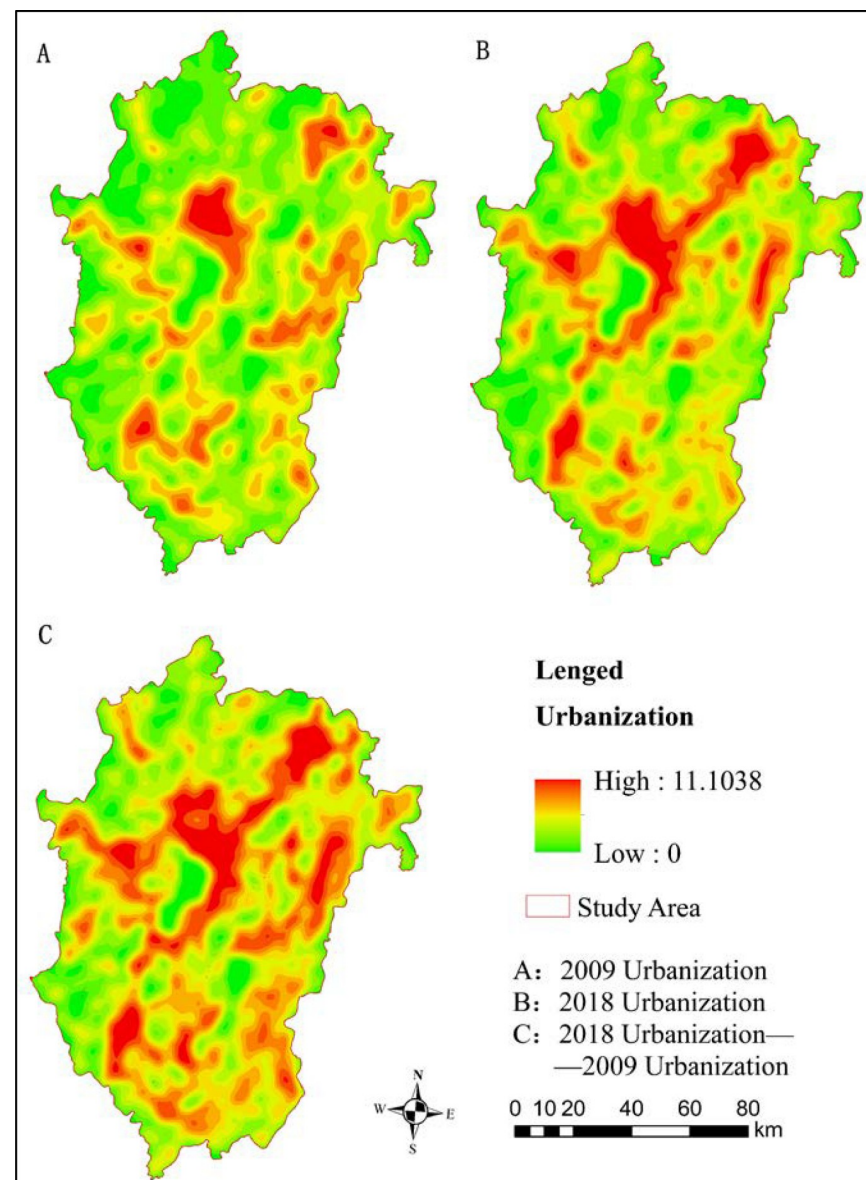 A
B
C
Lenged
Urbanization
High : 11.1038
Low : 0
Study Area
A: 2009 Urbanization
B: 2018 Urbanization
C: 2018 Urbanization—
—2009 Urbanization
N
W E
S
0 10 20 40 60 80
km